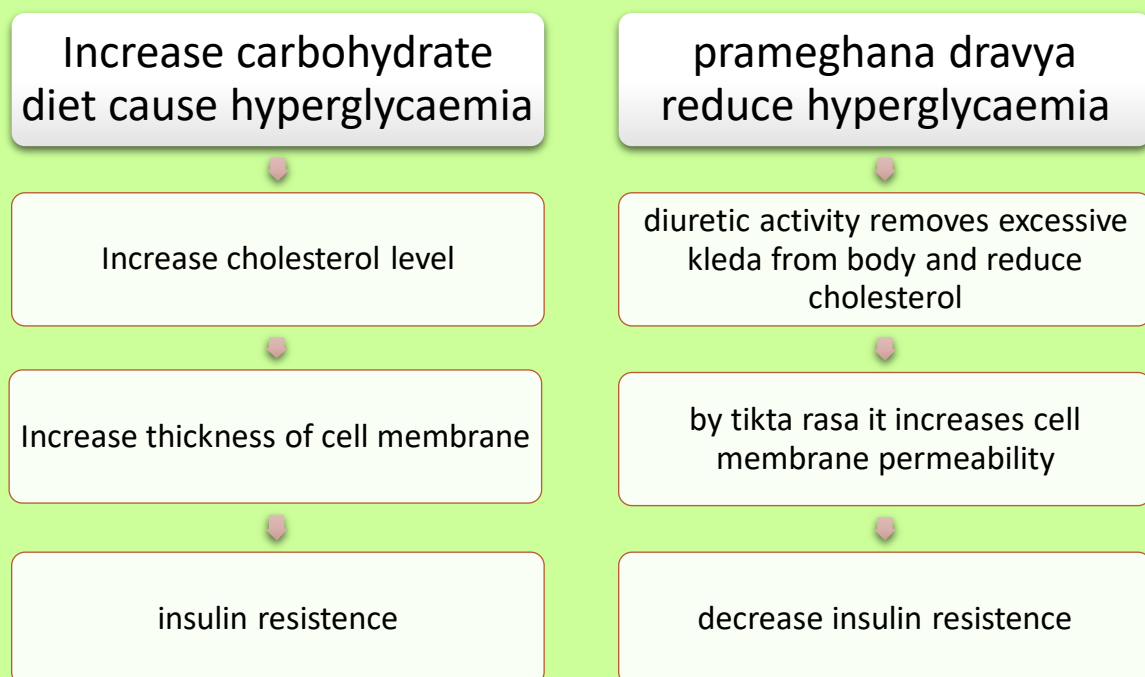 Increase carbohydrate
diet cause hyperglycaemia
Increase cholesterol level
Increase thickness of cell membrane
insulin resistence
prameghana dravya
reduce hyperglycaemia
diuretic activity removes excessive
kleda from body and reduce
cholesterol
by tikta rasa it increases cell
membrane permeability
decrease insulin resistence